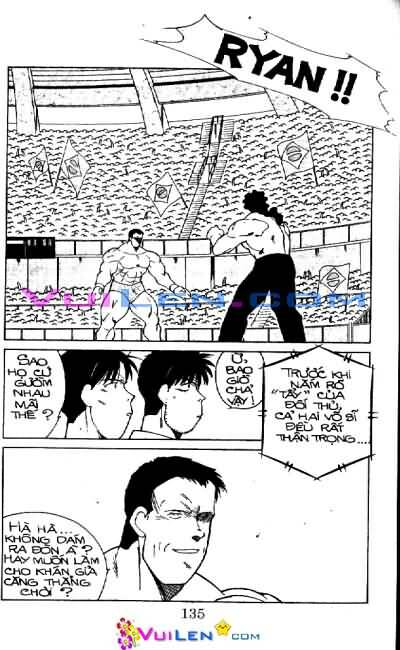 RYAN!!
VUILEN.COM
Ừ,
BAO
GIỜ
CHẢ
VẬY!
SAO
HỌ CỨ
GƯỜM
NHAU
MÃI
THẾ?
TRƯỚC KHI
NẮM RÕ
"TẨY" CỦA
ĐỐI THỦ,
CẢ HAI VÕ SĨ
ĐỀU RẤT
THẬN TRỌNG....
HÀ HÀ...
KHÔNG DÁM
RA ĐÒN À?
HAY MUỐN LÀM
CHO KHÁN GIẢ
CĂNG THẲNG
CHƠI?
135
VUILEN.COM